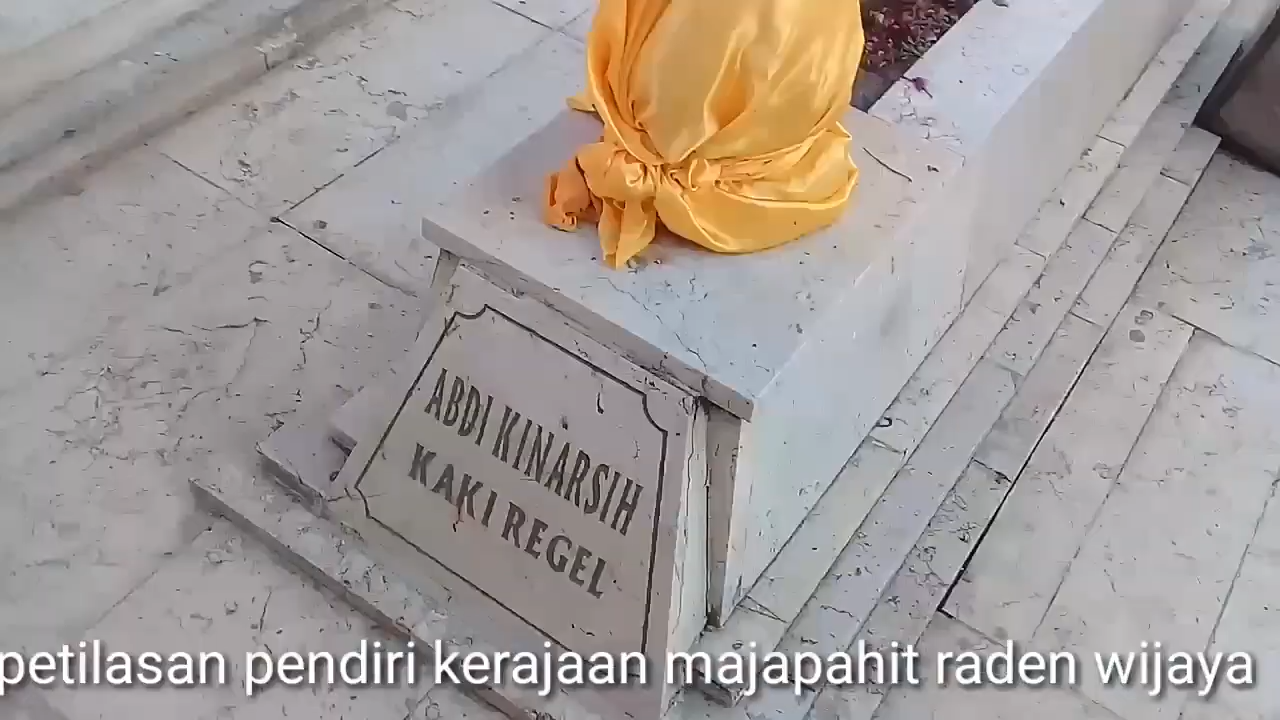 ABDI KINARSIH
KAKI REGEL
petilasan pendiri kerajaan majapahit raden wijaya